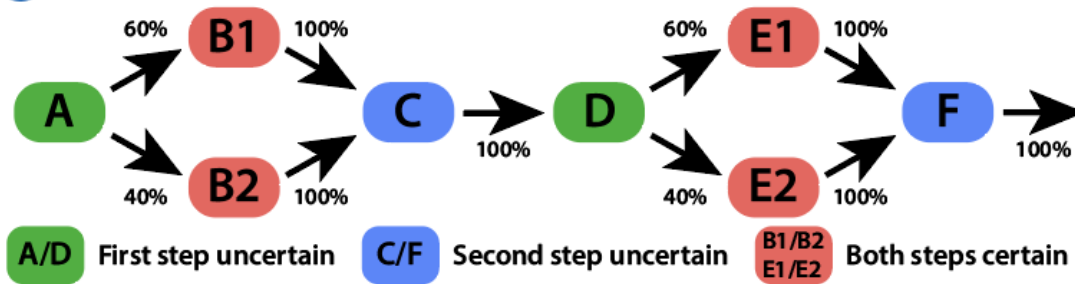 60% B1 100% 60% E1 100%
A C D F
100% 100%
40% B2 100% 40% E2 100%
A/D First step uncertain C/F Second step uncertain B1/B2 E1/E2 Both steps certain